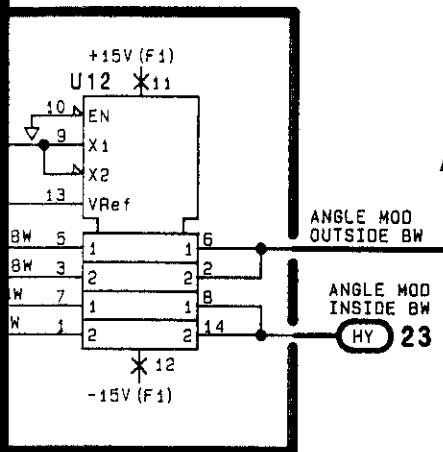 +15V(F1)
U12 11
10 EN
9 X1
X2
13 VRef
ANGLE MOD
OUTSIDE BW
8W 5 1 1 6
8W 3 2 2 2
ANGLE MOD
INSIDE BW
W 7 1 1 8
W 1 2 2 14
HY 23
12
-15V(F1)